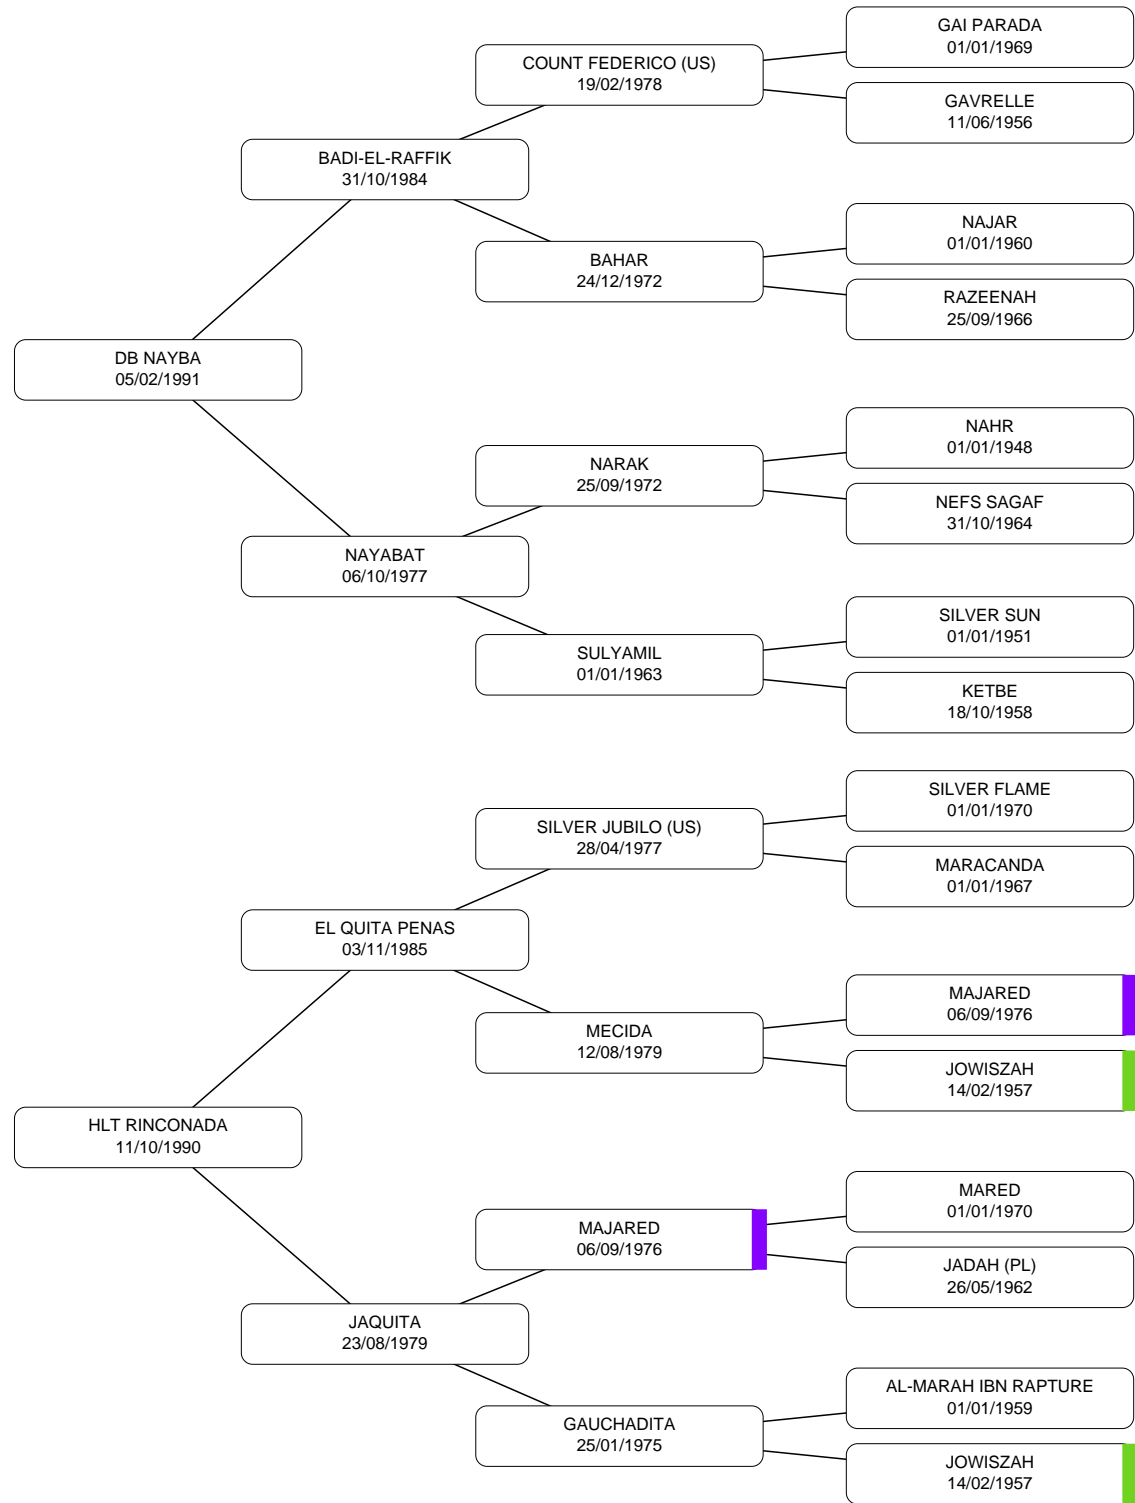 GAI PARADA
01/01/1969
COUNT FEDERICO (US)
19/02/1978
GAVRELLE
11/06/1956
BADI-EL-RAFFIK
31/10/1984
NAJAR
01/01/1960
BAHAR
24/12/1972
RAZEENAH
25/09/1966
DB NAYBA
05/02/1991
NAHR
01/01/1948
NARAK
25/09/1972
NEFS SAGAF
31/10/1964
NAYABAT
06/10/1977
SILVER SUN
01/01/1951
SULYAMIL
01/01/1963
KETBE
18/10/1958
SILVER FLAME
01/01/1970
SILVER JUBILO (US)
28/04/1977
MARACANDA
01/01/1967
EL QUITA PENAS
03/11/1985
MAJARED
06/09/1976
MECIDA
12/08/1979
JOWISZAH
14/02/1957
HLT RINCONADA
11/10/1990
MARED
01/01/1970
MAJARED
06/09/1976
JADAH (PL)
26/05/1962
JAQUITA
23/08/1979
AL-MARAH IBN RAPTURE
01/01/1959
GAUCHADITA
25/01/1975
JOWISZAH
14/02/1957